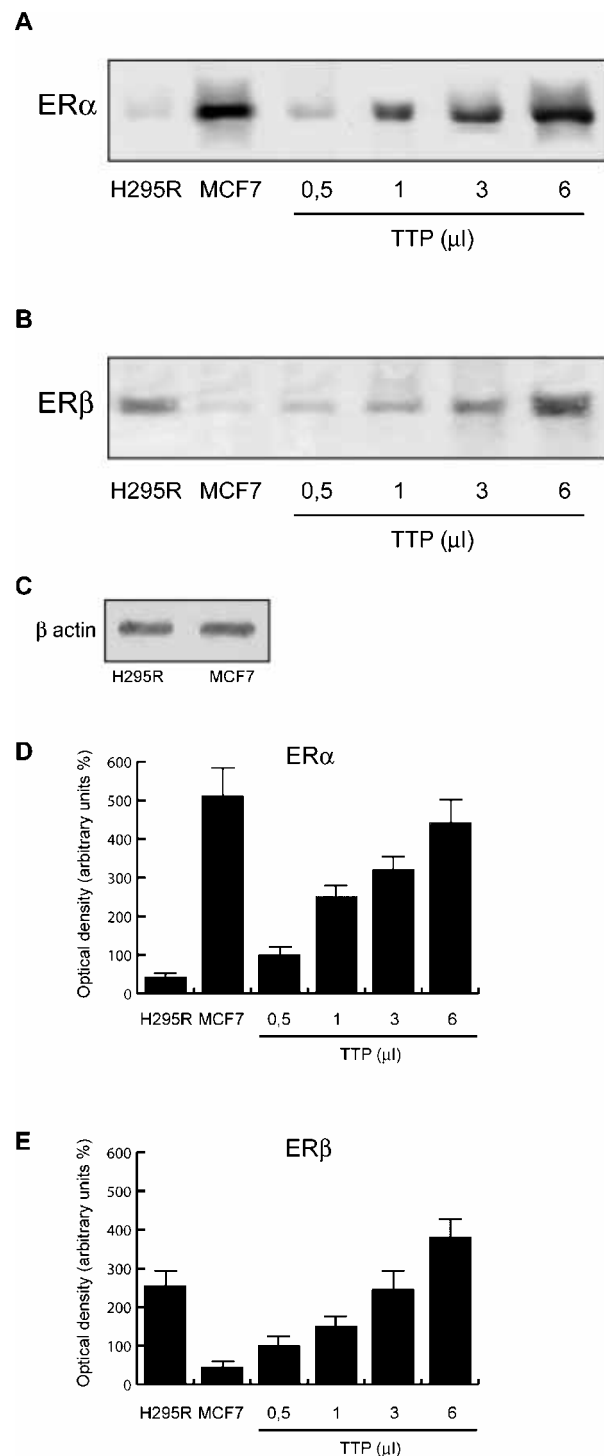 A
ERα
H295R MCF7 0,5 1 3 6
TTP (µl)
B
ERβ
H295R MCF7 0,5 1 3 6
TTP (µl)
C
β actin
H295R MCF7
D
ERα
Optical density (arbitrary units %)
600
500
400
300
200
100
0
H295R MCF7 0,5 1 3 6
TTP (µl)
E
ERβ
Optical density (arbitrary units %)
600
500
400
300
200
100
0
H295R MCF7 0,5 1 3 6
TTP (µl)